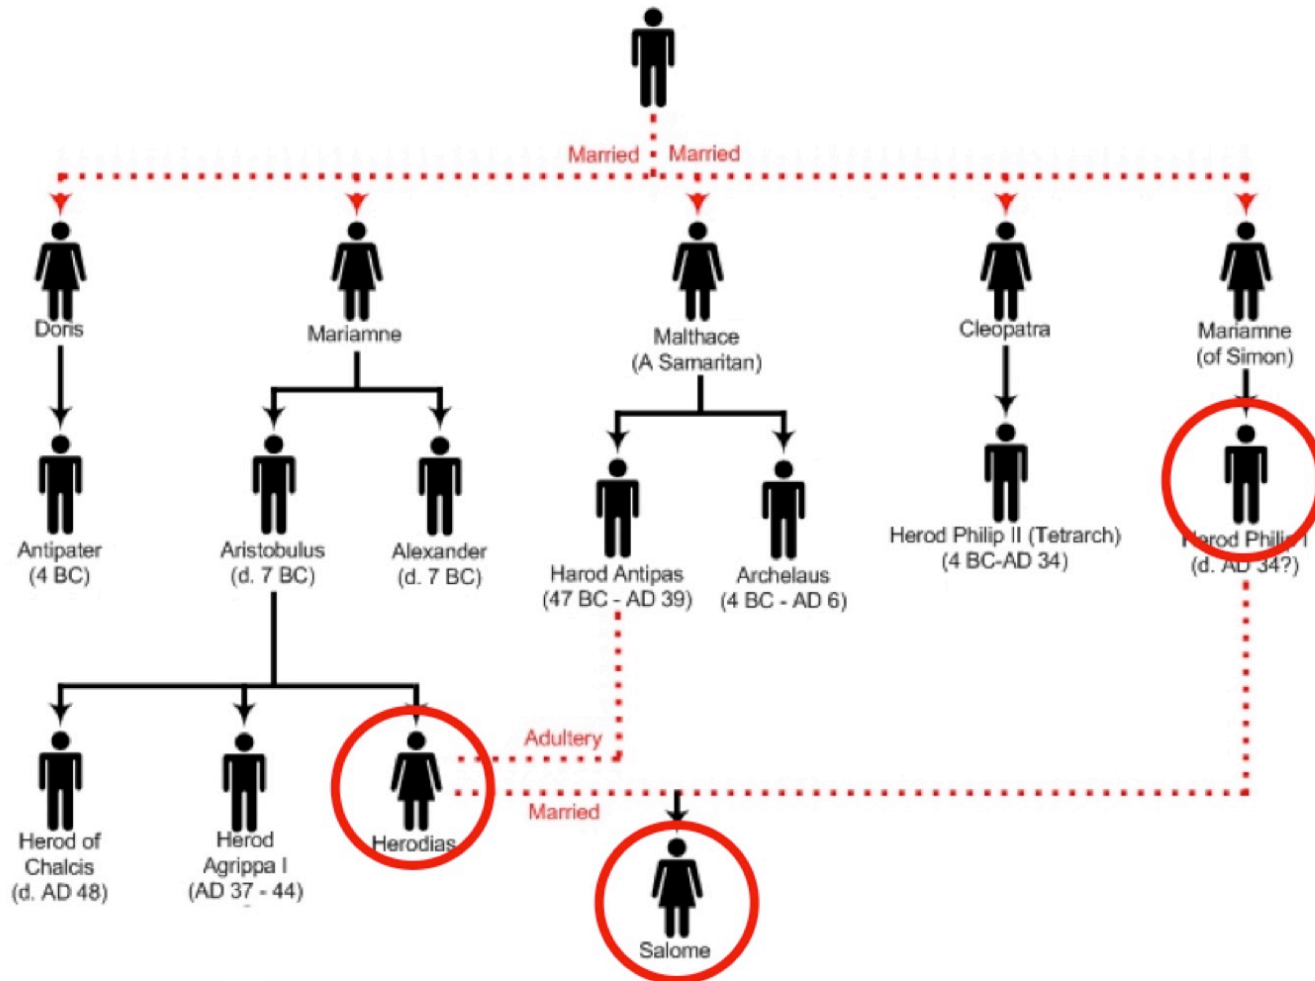 Married
Married
Doris
Mariamne
Malthace
(A Samaritan)
Cleopatra
Mariamne
(of Simon)
Antipater
(4 BC)
Aristobulus
(d. 7 BC)
Alexander
(d. 7 BC)
Harod Antipas
(47 BC - AD 39)
Archelaus
(4 BC - AD 6)
Herod Philip II (Tetrarch)
(4 BC-AD 34)
Herod Philip I
(d. AD 34?)
Adultery
Married
Herod of
Chalcis
(d. AD 48)
Herod
Agrippa I
(AD 37 - 44)
Herodias
Salome